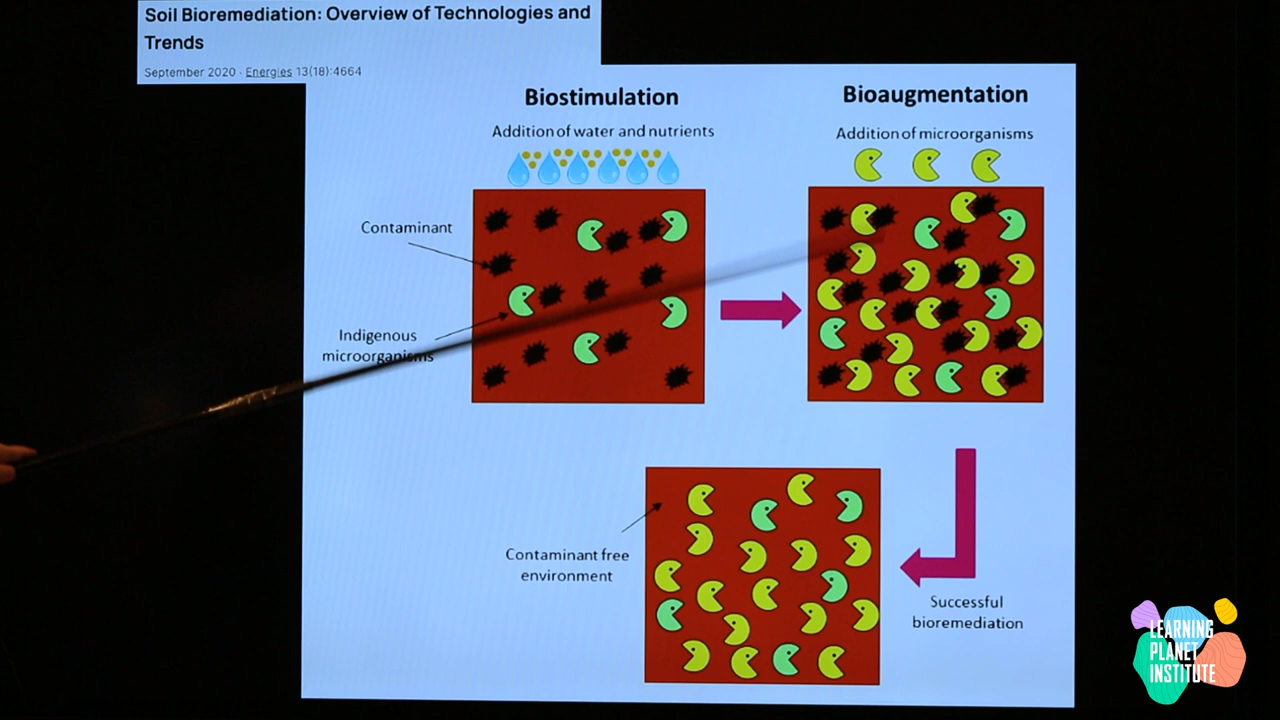 Soil Bioremediation: Overview of Technologies and
Trends
September 2020 · Energies 13(18):4664
Biostimulation
Addition of water and nutrients
Bioaugmentation
Addition of microorganisms
Contaminant
Indigenous
microorganisms
Contaminant free
environment
Successful
bioremediation
LEARNING
PLANET
INSTITUTE